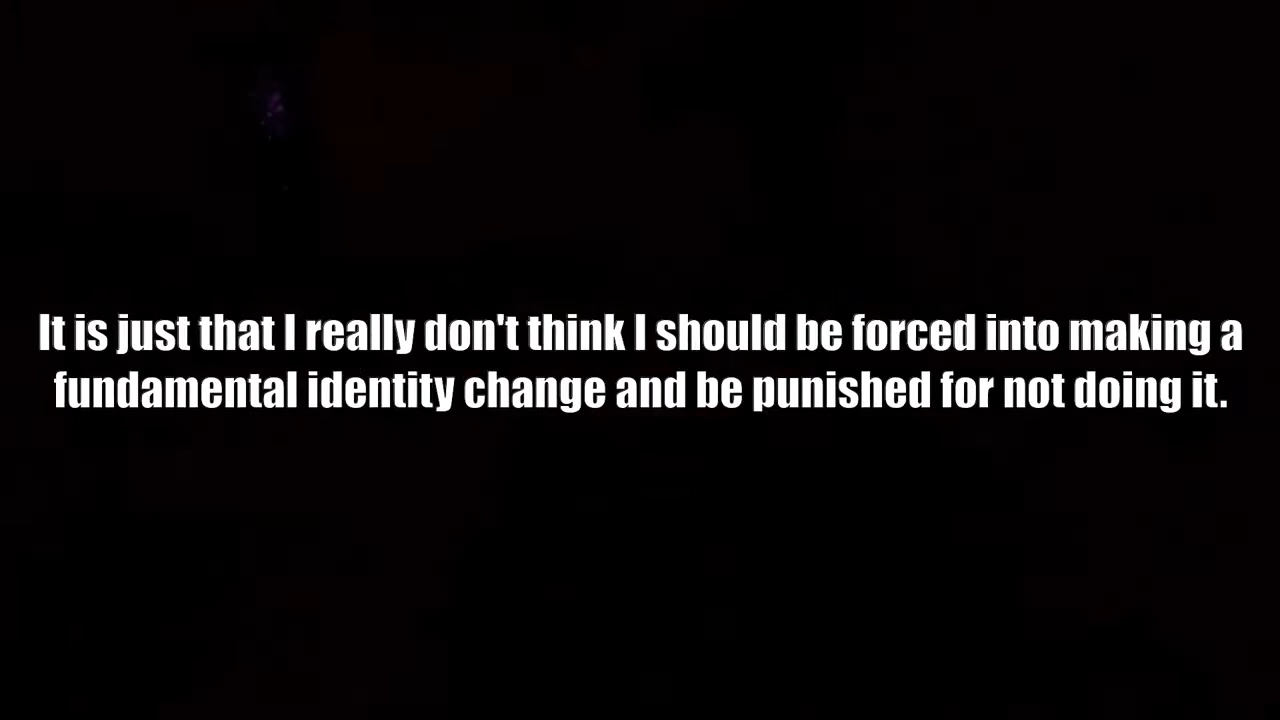 It is just that I really don't think I should be forced into making a
fundamental identity change and be punished for not doing it.